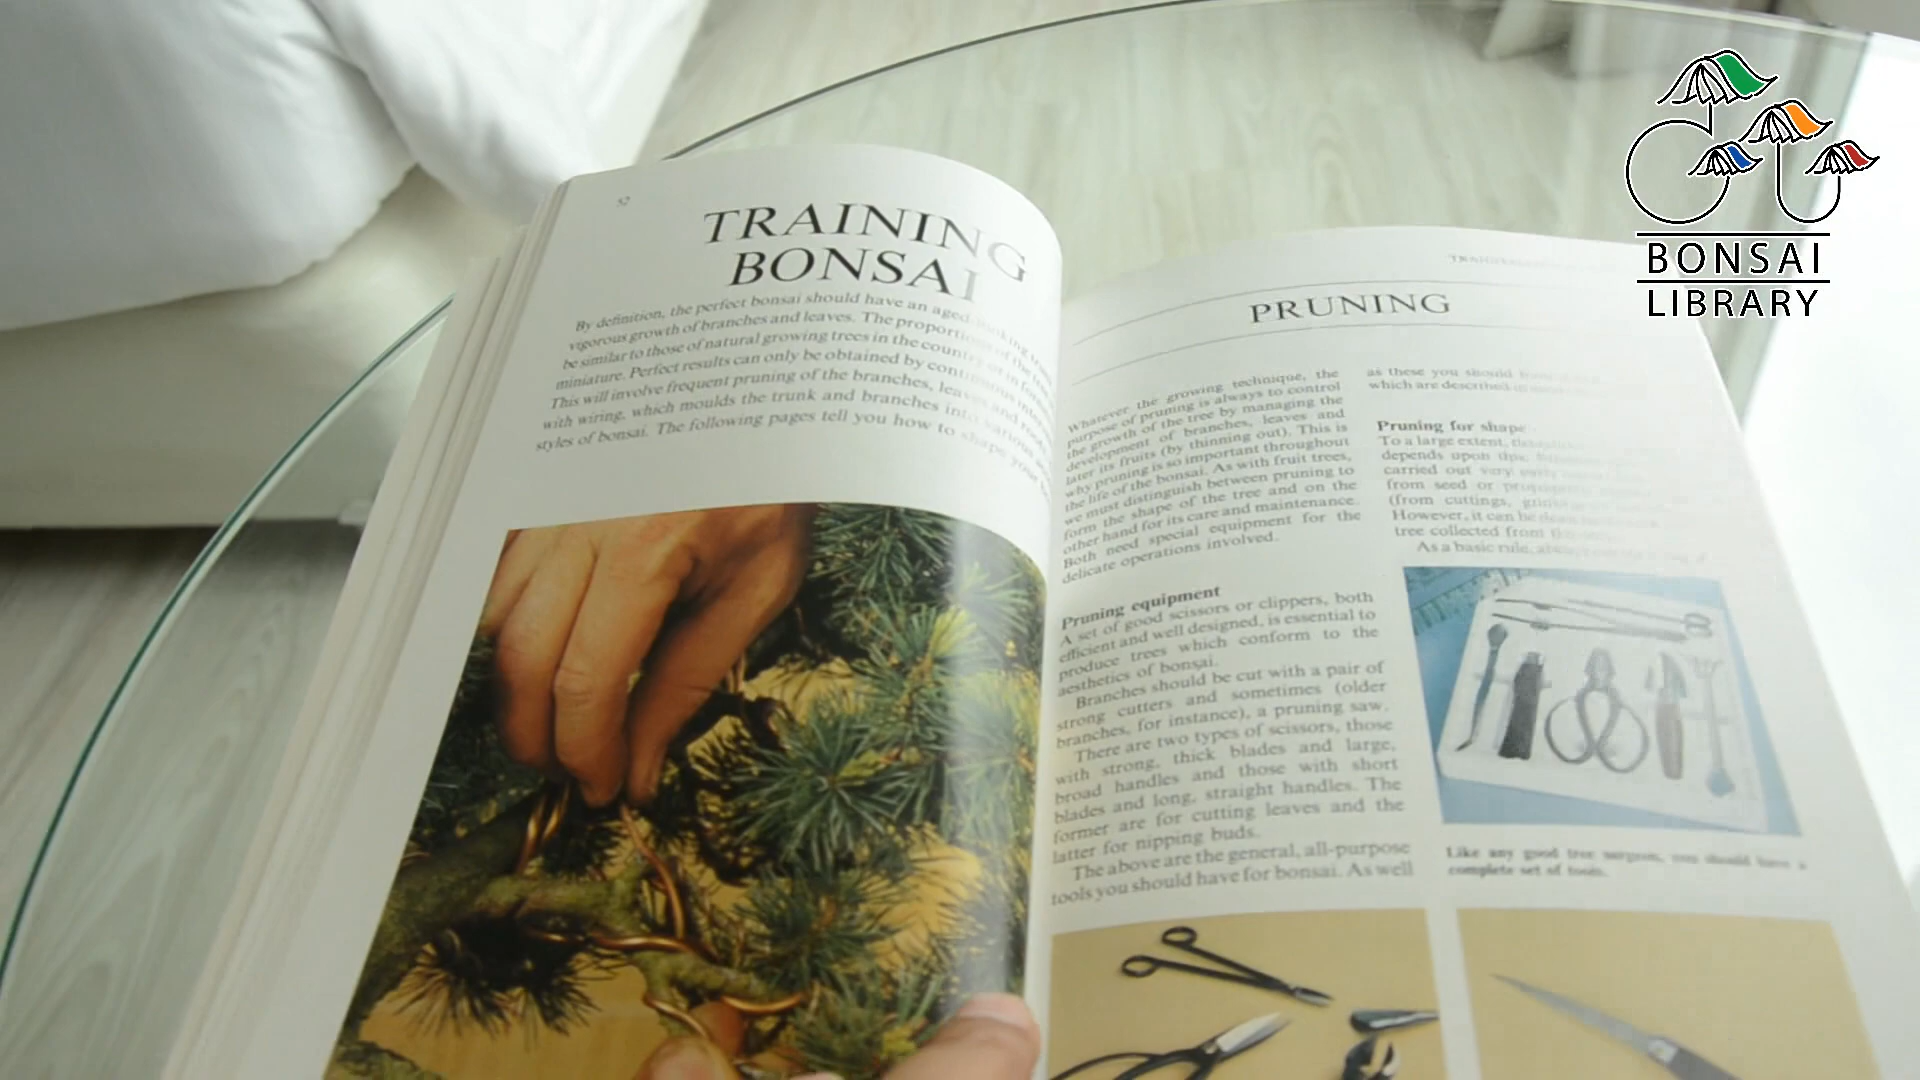 52
TRAINING
BONSAI
By definition, the perfect bonsai should have an aged-looking trunk
vigorous growth of branches and leaves. The proportions of the
be similar to those of natural growing trees in the country
miniature. Perfect results can only be obtained by continuous
This will involve frequent pruning of the branches, leaves and roots
with wiring, which moulds the trunk and branches into various
styles of bonsai. The following pages tell you how to shape your
PRUNING
Whatever the growing technique, the
purpose of pruning is always to control
the growth of the tree by managing the
development of branches, leaves and
later its fruits (by thinning out). This is
why pruning is so important throughout
the life of the bonsai. As with fruit trees,
we must distinguish between pruning to
form the shape of the tree and on the
other hand for its care and maintenance.
Both need special equipment for the
delicate operations involved.
Pruning equipment
A set of good scissors or clippers, both
efficient and well designed, is essential to
produce trees which conform to the
aesthetics of bonsai.
Branches should be cut with a pair of
strong cutters and sometimes (older
branches, for instance), a pruning saw.
There are two types of scissors, those
with strong, thick blades and large,
broad handles and those with short
blades and long, straight handles. The
former are for cutting leaves and the
latter for nipping buds.
The above are the general, all-purpose
tools you should have for bonsai. As well
as these you should
which are described
Pruning for shape
To a large extent,
depends upon
carried out very
from seed or
(from cuttings,
However, it can be
tree collected from
As a basic rule,
Like any good tree surgeon, you should have a
complete set of tools.
BONSAI
LIBRARY